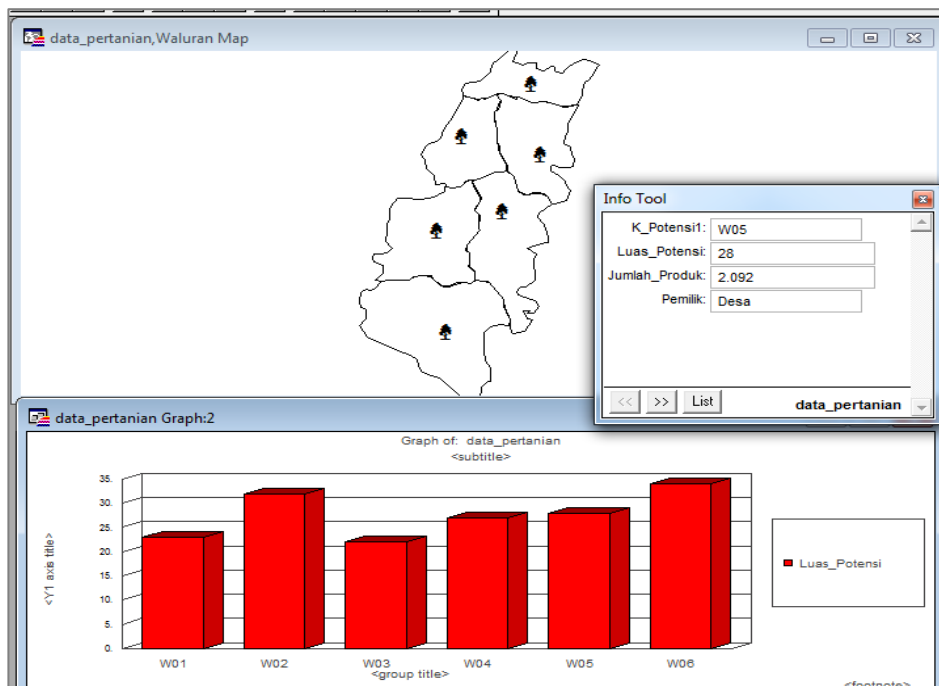 data_pertanian,Waluran Map
Info Tool
K_Potensi1: W05
Luas_Potensi: 28
Jumlah_Produk: 2.092
Pemilik: Desa
<< >> List data_pertanian
data_pertanian Graph:2
Graph of: data_pertanian
<subtitle>
<Y1 axis title>
35.
30.
25.
20.
15.
10.
5.
0.
W01 W02 W03 W04 W05 W06
<group title>
Luas_Potensi
<footnote>